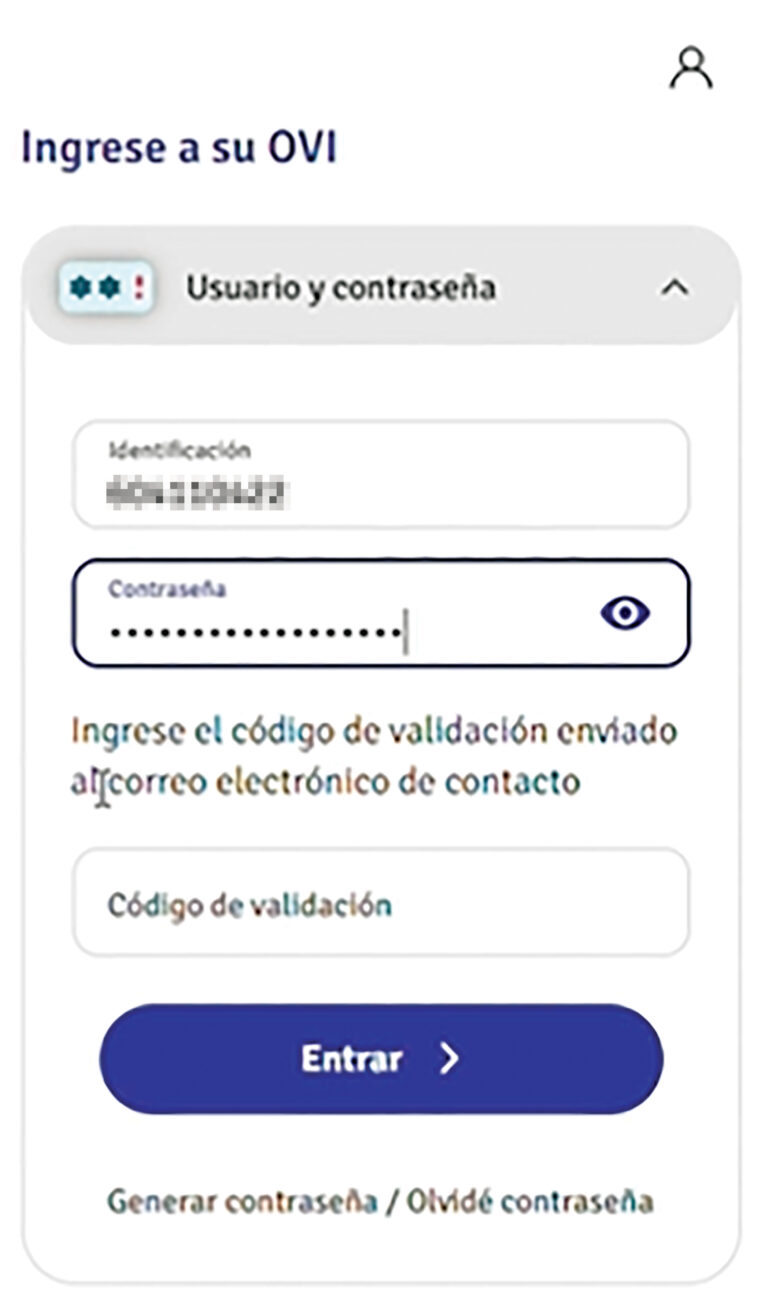 Ingrese a su OVI
Usuario y contraseña
Identificación
Contraseña
••••••••••••••••••
Ingrese el código de validación enviado
al correo electrónico de contacto
Código de validación
Entrar
Generar contraseña / Olvidé contraseña